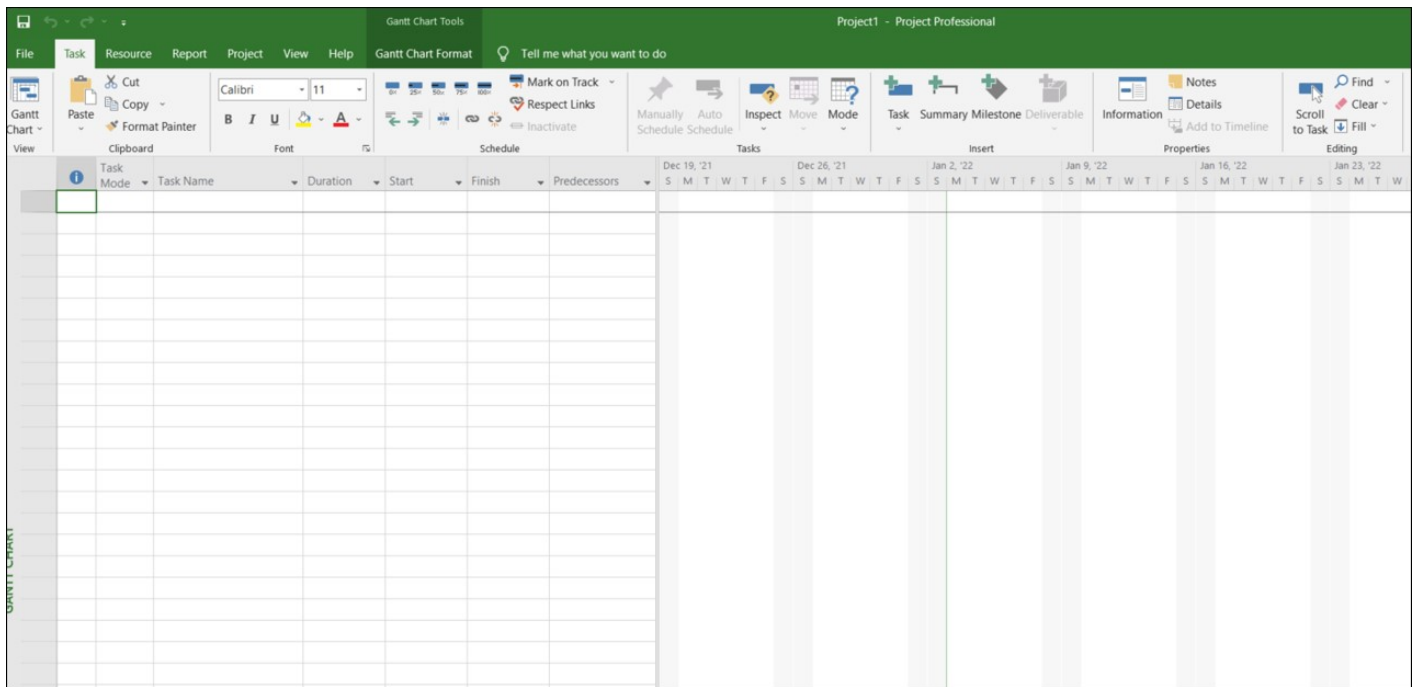 Gantt Chart Tools
Project1 - Project Professional
File Task Resource Report Project View Help Gantt Chart Format Tell me what you want to do
Gantt Chart
View
Paste
Cut
Copy
Format Painter
Clipboard
Calibri 11
B I U A
Font
0% 25% 50% 75% 100%
Mark on Track
Respect Links
Inactivate
Schedule
Manually Schedule
Auto Schedule
Inspect
Move
Mode
Tasks
Task
Summary
Milestone
Deliverable
Insert
Information
Notes
Details
Add to Timeline
Properties
Scroll to Task
Find
Clear
Fill
Editing
Task Mode Task Name Duration Start Finish Predecessors
Dec 19, '21 Dec 26, '21 Jan 2, '22 Jan 9, '22 Jan 16, '22 Jan 23, '22
S M T W T F S S M T W T F S S M T W T F S S M T W T F S S M T W T F S S M T W
GANTT CHART